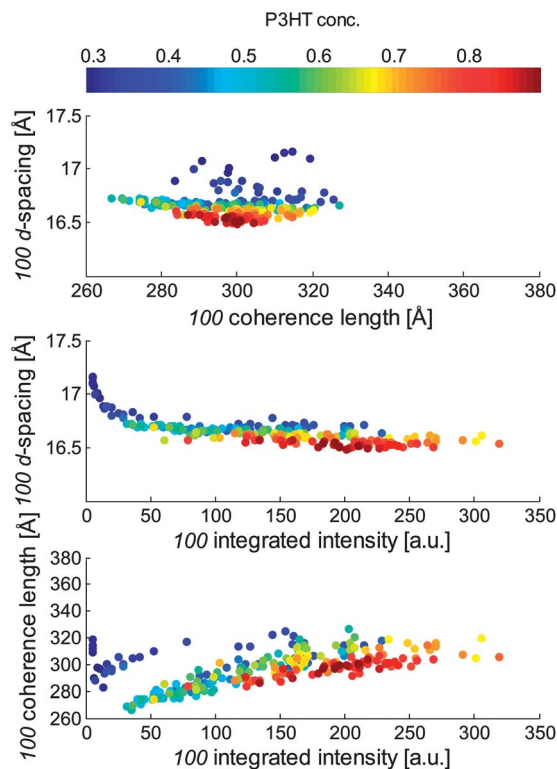 P3HT conc.
0.3 0.4 0.5 0.6 0.7 0.8
17.5
17
16.5
100 d-spacing [Å]
260 280 300 320 340 360 380
100 coherence length [Å]
17.5
17
16.5
100 d-spacing [Å]
0 50 100 150 200 250 300 350
100 integrated intensity [a.u.]
380
360
340
320
300
280
260
100 coherence length [Å]
0 50 100 150 200 250 300 350
100 integrated intensity [a.u.]